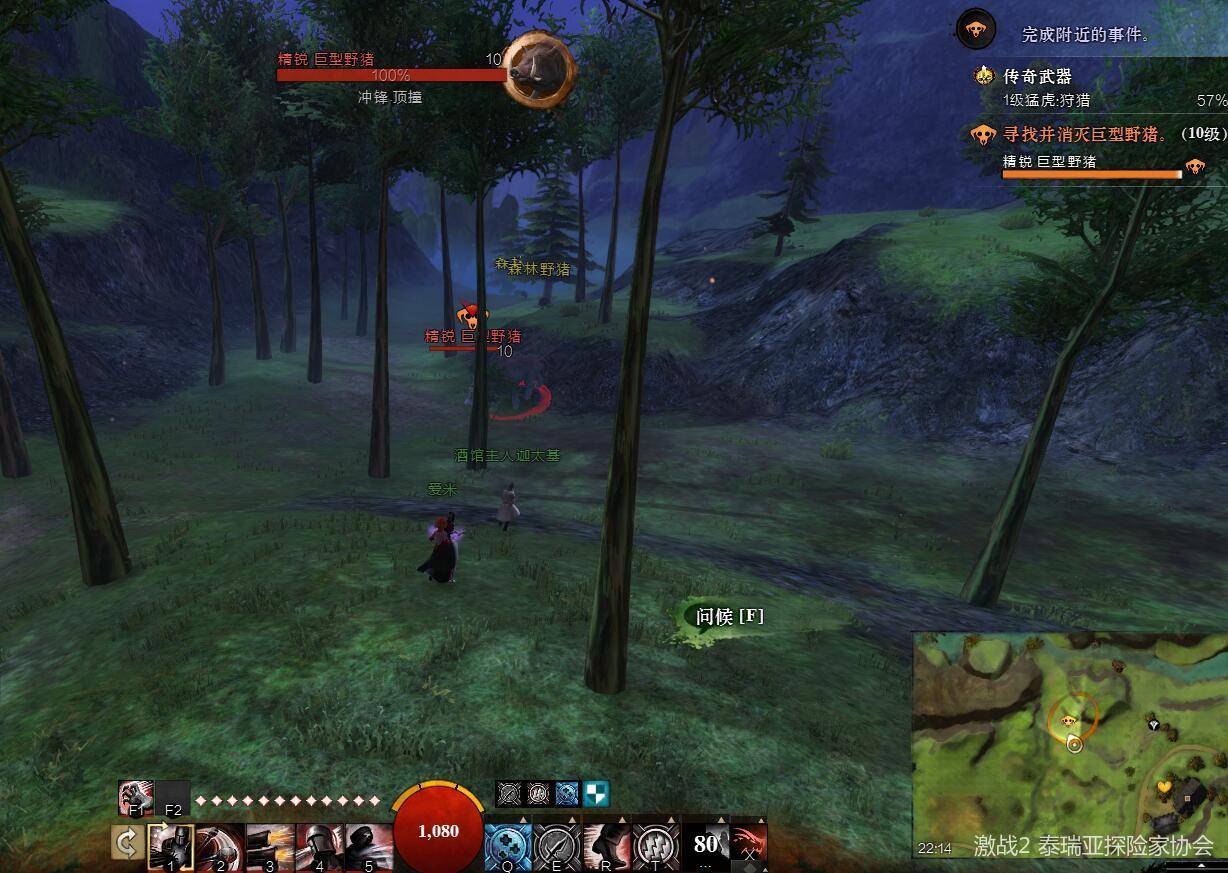 完成附近的事件。
精锐 巨型野猪 10
100%
冲锋 顶撞
传奇武器
1级猛虎:狩猎 57%
寻找并消灭巨型野猪。(10级)
精锐 巨型野猪
森林野猪
精锐 巨型野猪
10
酒馆主人迦太基
爱米
问候 [F]
F1 F2
1,080
1 2 3 4 5
Q E R T 80 X
22:14
激战2 泰瑞亚探险家协会